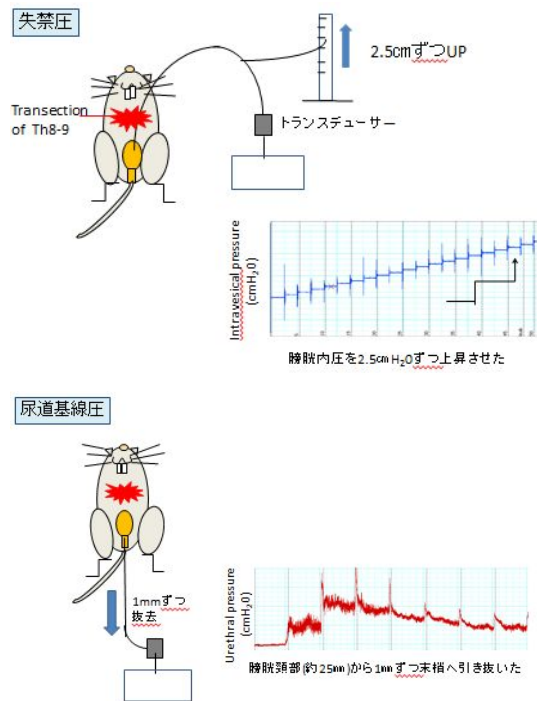 失禁圧
2.5cmずつUP
Transection
of Th8-9
トランスデューサー
Intravesical pressure
(cmH₂0)
膀胱内圧を2.5cmH₂0ずつ上昇させた
尿道基線圧
1mmずつ
抜去
Urethral pressure
(cmH₂0)
膀胱頸部(約25mm)から1mmずつ末梢へ引き抜いた